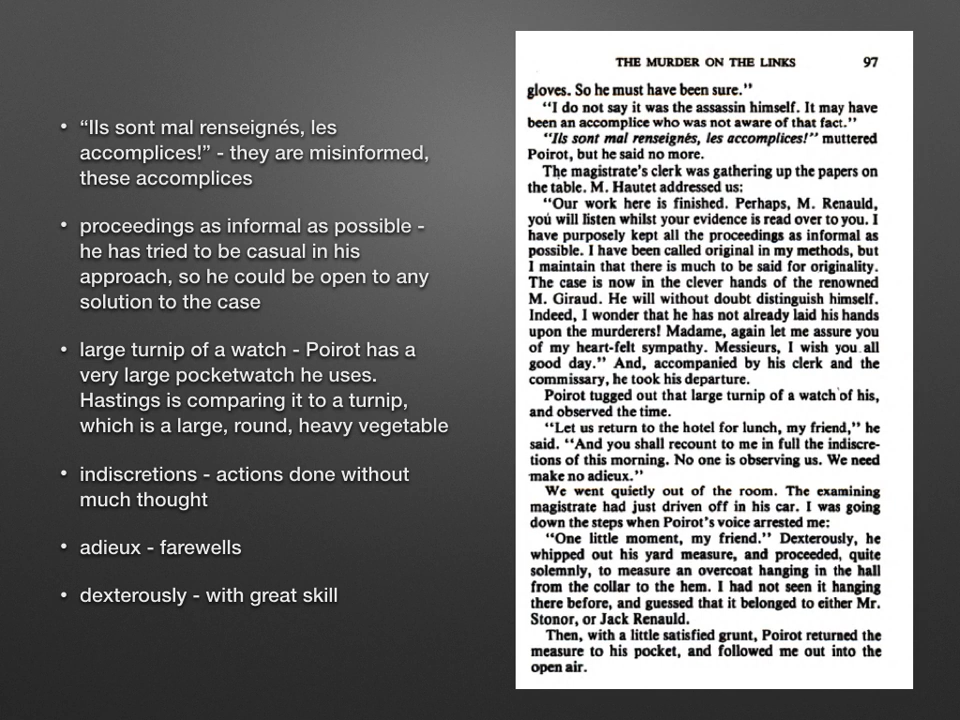 • “Ils sont mal renseignés, les
accomplices!” - they are misinformed,
these accomplices
• proceedings as informal as possible -
he has tried to be casual in his
approach, so he could be open to any
solution to the case
• large turnip of a watch - Poirot has a
very large pocketwatch he uses.
Hastings is comparing it to a turnip,
which is a large, round, heavy vegetable
• indiscretions - actions done without
much thought
• adieux - farewells
• dexterously - with great skill
THE MURDER ON THE LINKS 97
gloves. So he must have been sure.”
“I do not say it was the assassin himself. It may have
been an accomplice who was not aware of that fact.”
“Ils sont mal renseignés, les accomplices!” muttered
Poirot, but he said no more.
The magistrate's clerk was gathering up the papers on
the table. M. Hautet addressed us:
“Our work here is finished. Perhaps, M. Renauld,
you will listen whilst your evidence is read over to you. I
have purposely kept all the proceedings as informal as
possible. I have been called original in my methods, but
I maintain that there is much to be said for originality.
The case is now in the clever hands of the renowned
M. Giraud. He will without doubt distinguish himself.
Indeed, I wonder that he has not already laid his hands
upon the murderers! Madame, again let me assure you
of my heart-felt sympathy. Messieurs, I wish you all
good day.” And, accompanied by his clerk and the
commissary, he took his departure.
Poirot tugged out that large turnip of a watch of his,
and observed the time.
“Let us return to the hotel for lunch, my friend,” he
said. “And you shall recount to me in full the indiscre-
tions of this morning. No one is observing us. We need
make no adieux.”
We went quietly out of the room. The examining
magistrate had just driven off in his car. I was going
down the steps when Poirot's voice arrested me:
“One little moment, my friend.” Dexterously, he
whipped out his yard measure, and proceeded, quite
solemnly, to measure an overcoat hanging in the hall
from the collar to the hem. I had not seen it hanging
there before, and guessed that it belonged to either Mr.
Stonor, or Jack Renauld.
Then, with a little satisfied grunt, Poirot returned the
measure to his pocket, and followed me out into the
open air.